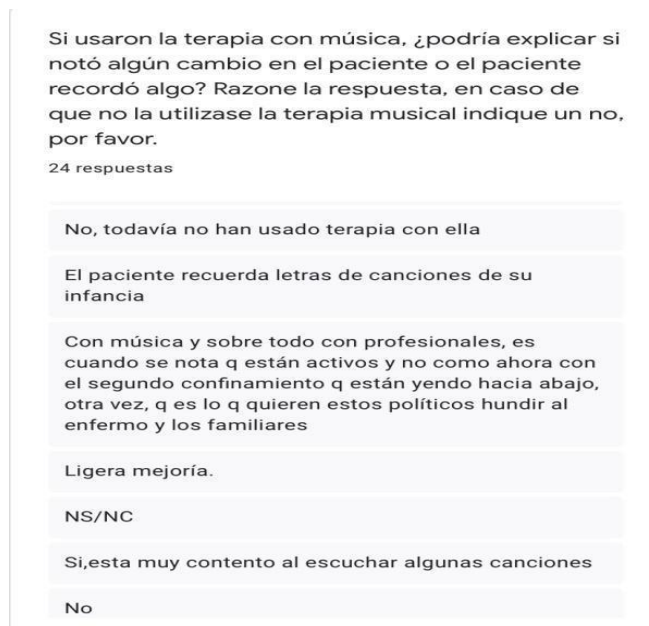 Si usaron la terapia con música, ¿podría explicar si
notó algún cambio en el paciente o el paciente
recordó algo? Razone la respuesta, en caso de
que no la utilizase la terapia musical indique un no,
por favor.
24 respuestas
No, todavía no han usado terapia con ella
El paciente recuerda letras de canciones de su
infancia
Con música y sobre todo con profesionales, es
cuando se nota q están activos y no como ahora con
el segundo confinamiento q están yendo hacia abajo,
otra vez, q es lo q quieren estos políticos hundir al
enfermo y los familiares
Ligera mejoría.
NS/NC
Si,esta muy contento al escuchar algunas canciones
No